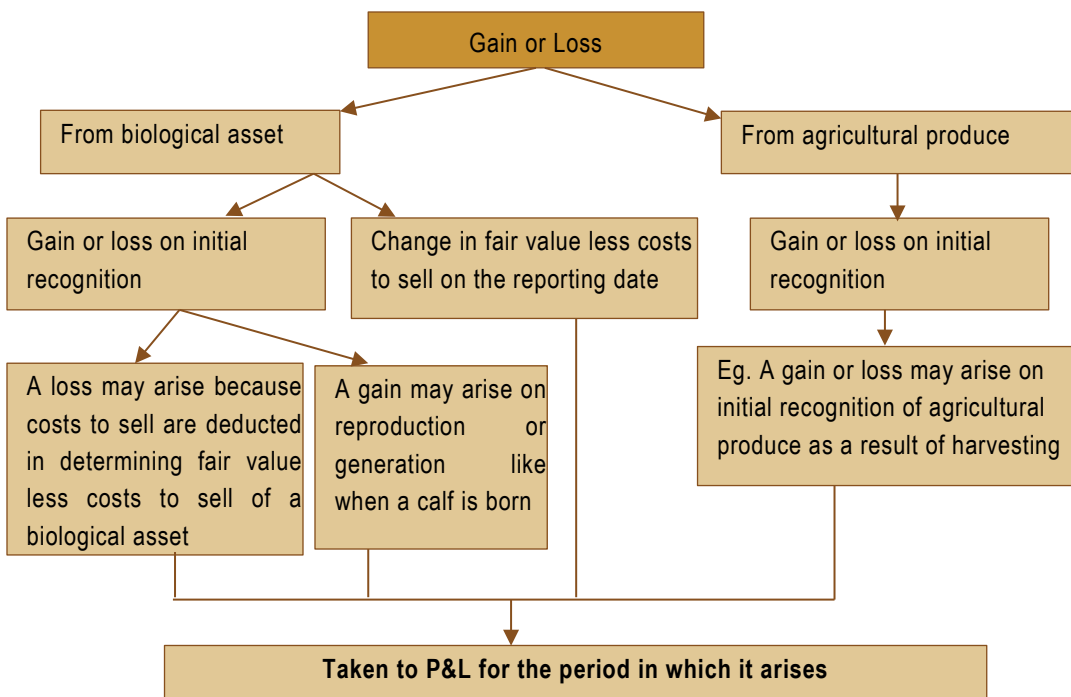 Gain or Loss
From biological asset
From agricultural produce
Gain or loss on initial
recognition
Change in fair value less costs
to sell on the reporting date
Gain or loss on initial
recognition
A loss may arise because
costs to sell are deducted
in determining fair value
less costs to sell of a
biological asset
A gain may arise on
reproduction or
generation like
when a calf is born
Eg. A gain or loss may arise on
initial recognition of agricultural
produce as a result of harvesting
Taken to P&L for the period in which it arises